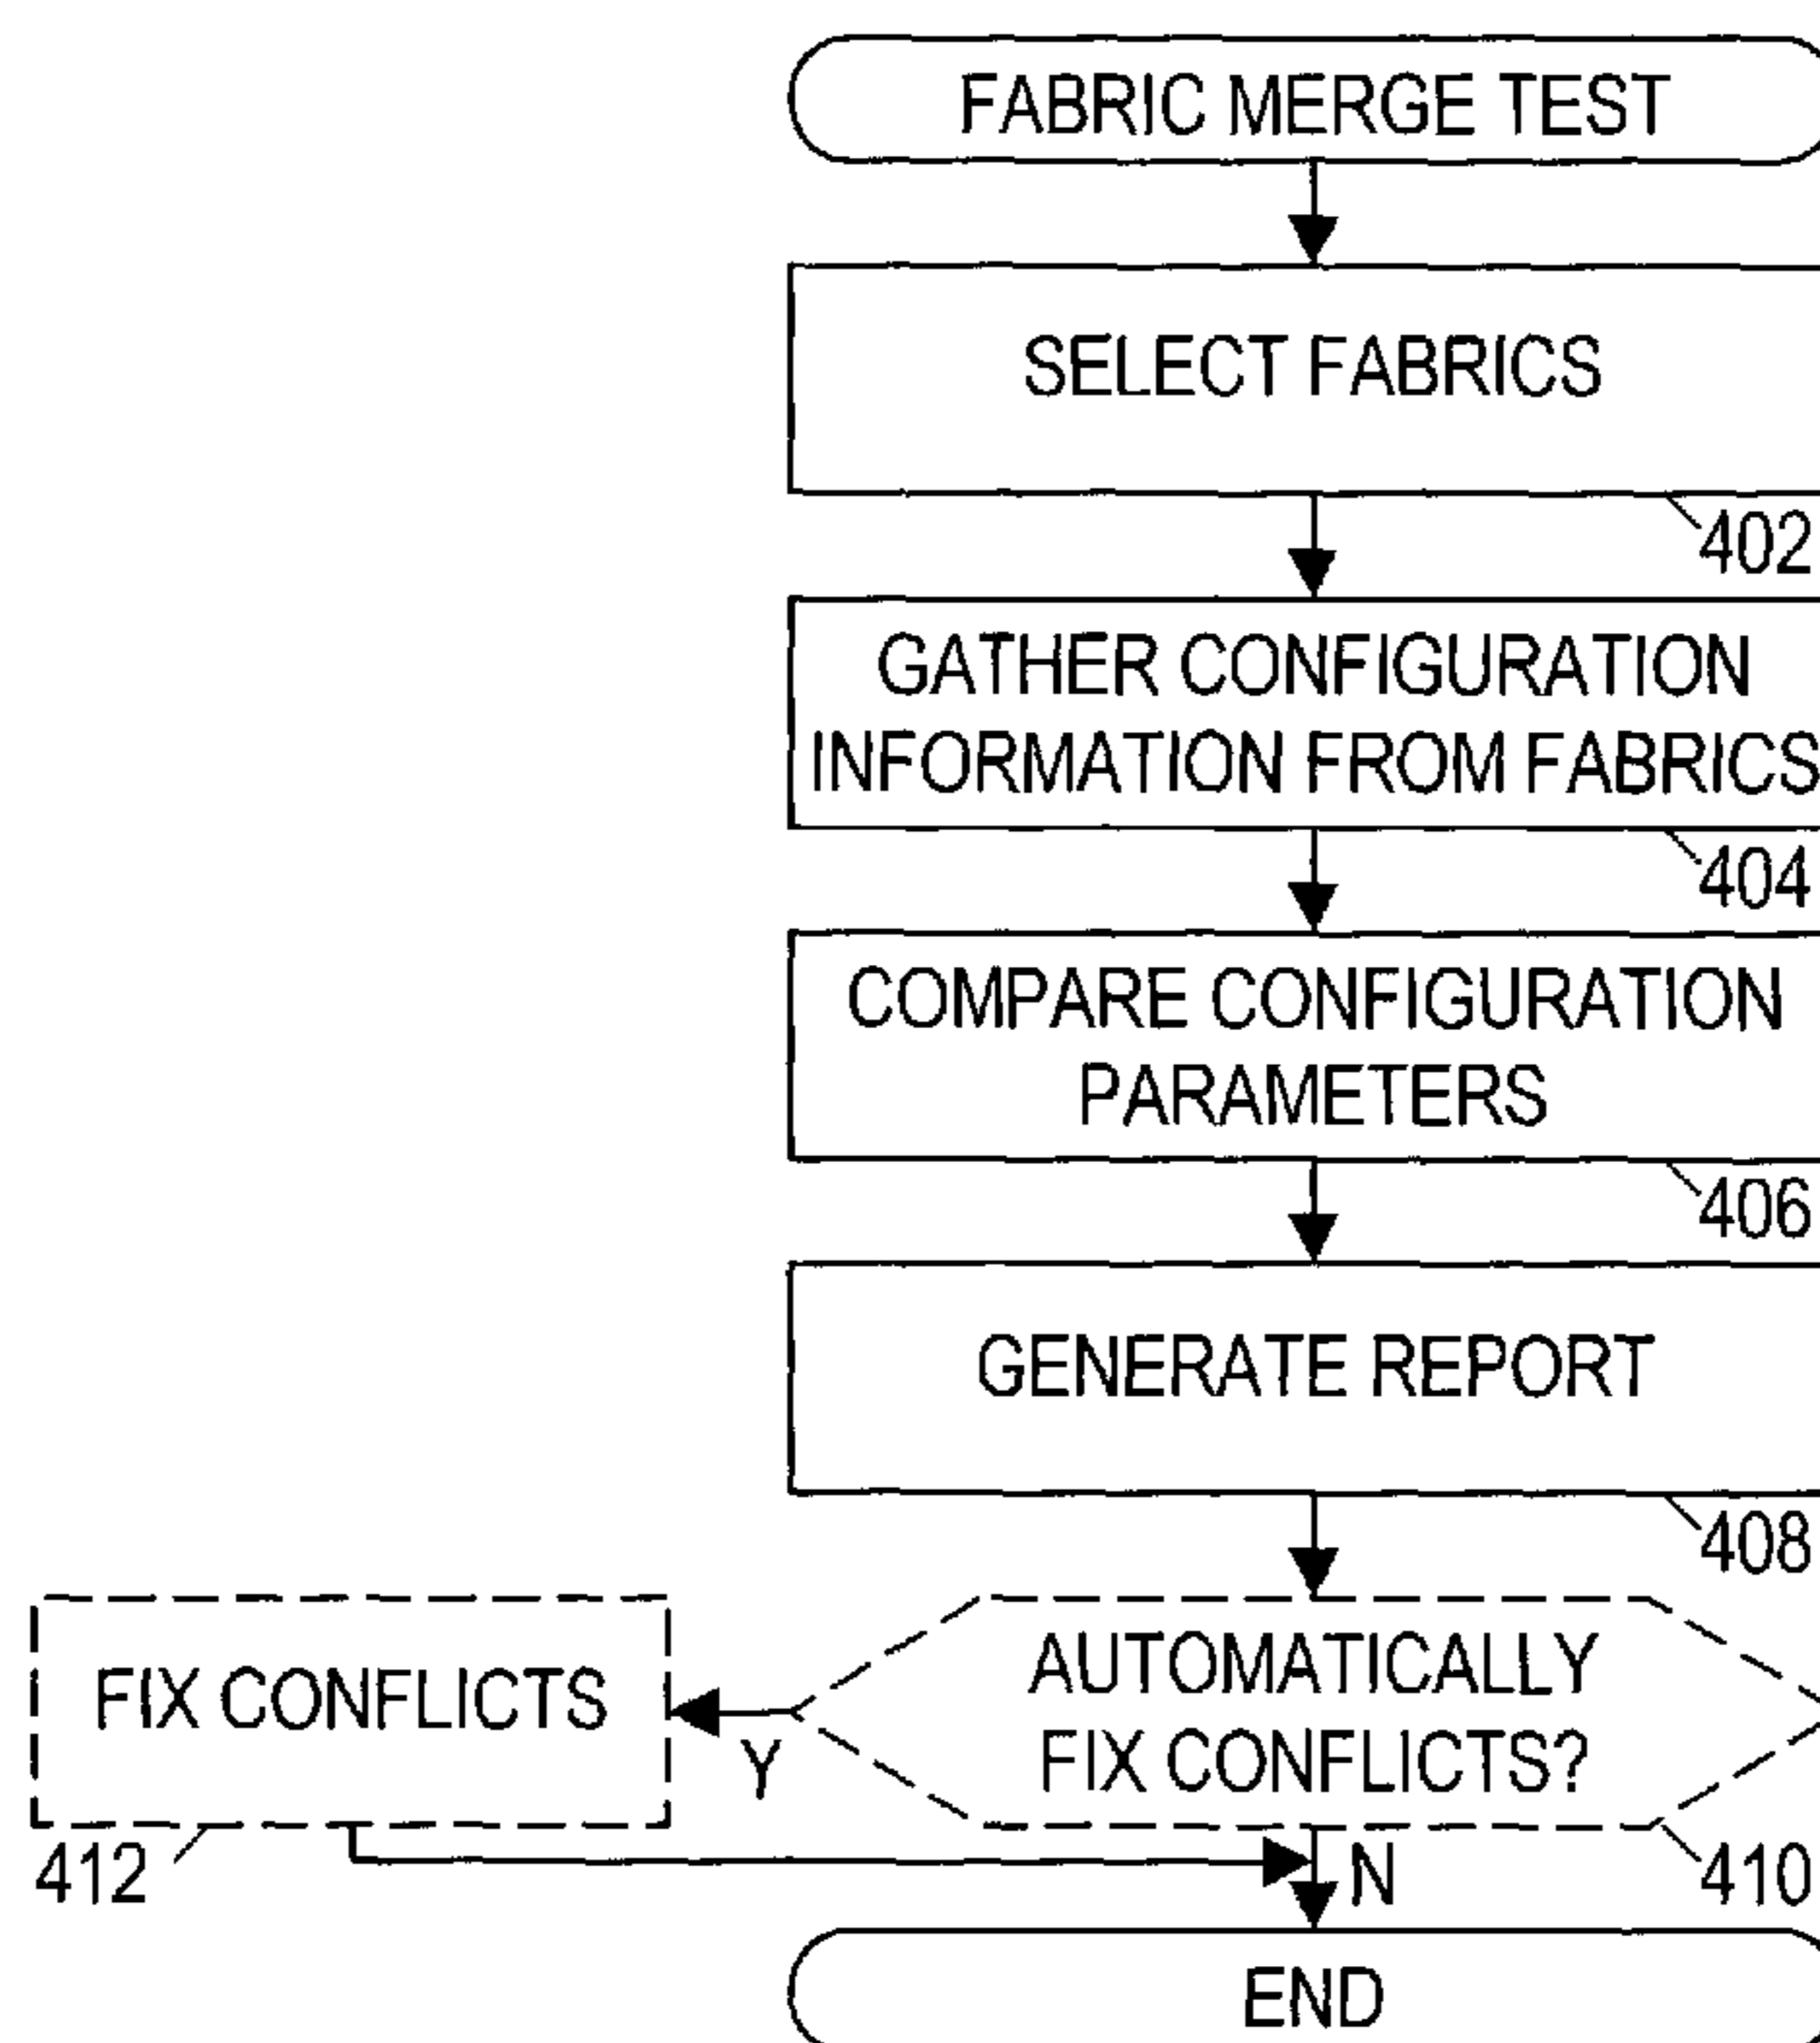 FABRIC MERGE TEST
SELECT FABRICS
402
GATHER CONFIGURATION
INFORMATION FROM FABRICS
404
COMPARE CONFIGURATION
PARAMETERS
406
GENERATE REPORT
408
AUTOMATICALLY
FIX CONFLICTS?
410
Y
FIX CONFLICTS
412
N
END